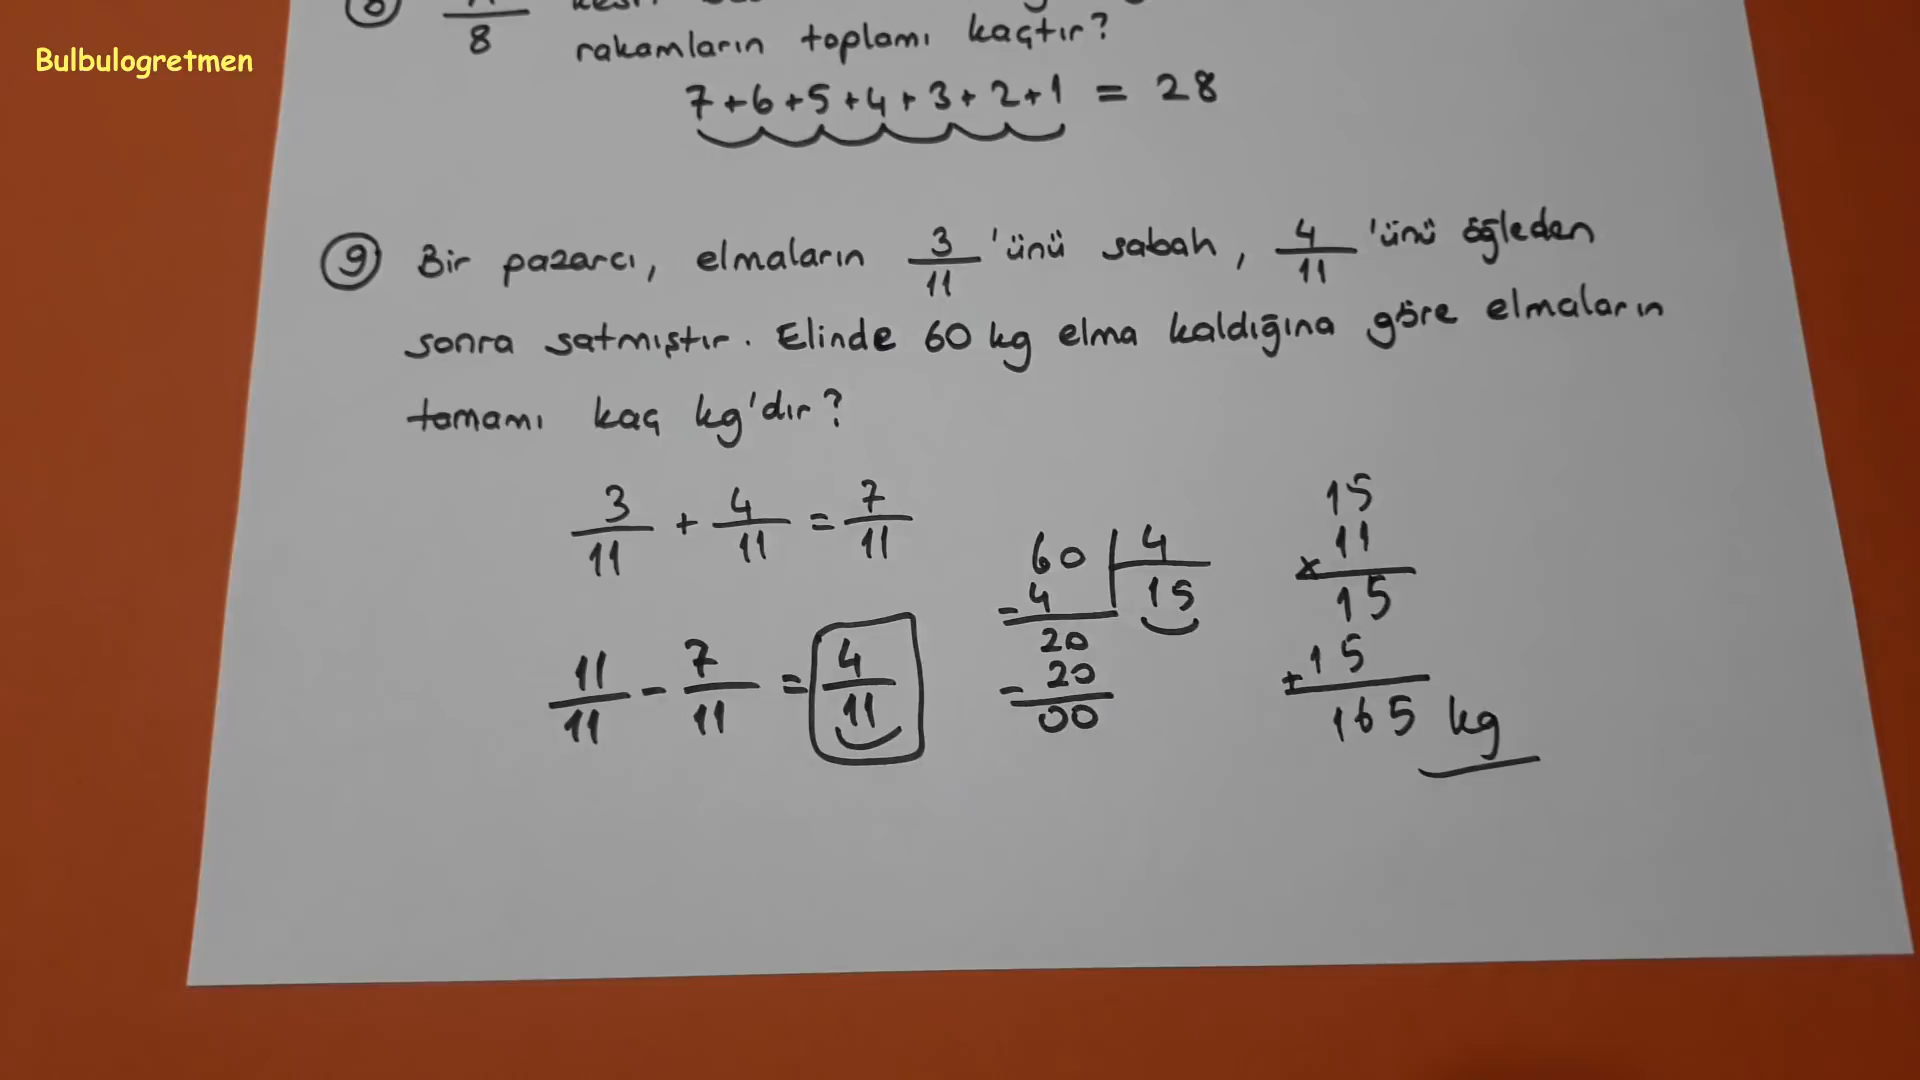 Bulbulogretmen
8
8
rakamların toplamı kaçtır?
7+6+5+4+3+2+1 = 28
9 Bir pazarcı, elmaların 3/11 'ünü sabah, 4/11 'ünü öğleden
sonra satmıştır. Elinde 60 kg elma kaldığına göre elmaların
tamamı kaç kg'dır?
3/11 + 4/11 = 7/11
11/11 - 7/11 = 4/11
60 4
- 4 15
20
- 20
00
15
x 11
15
+ 15
165 kg